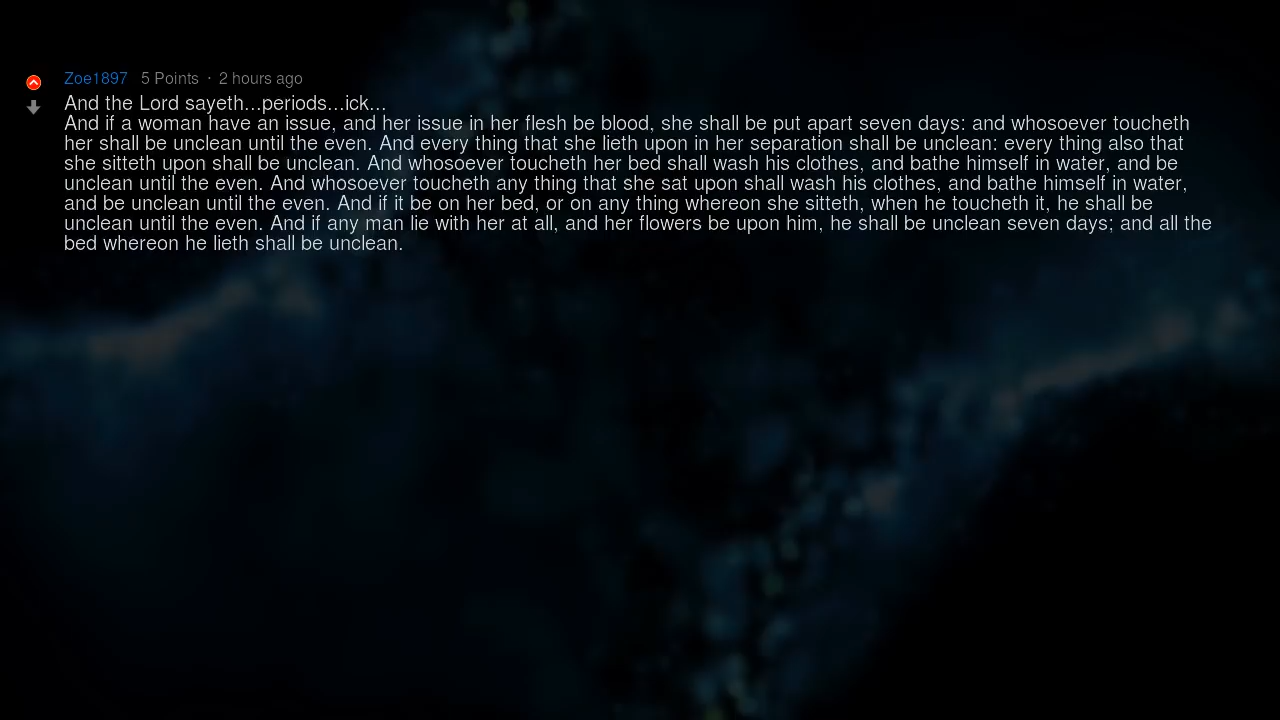 Zoe1897 5 Points · 2 hours ago
And the Lord sayeth...periods...ick...
And if a woman have an issue, and her issue in her flesh be blood, she shall be put apart seven days: and whosoever toucheth
her shall be unclean until the even. And every thing that she lieth upon in her separation shall be unclean: every thing also that
she sitteth upon shall be unclean. And whosoever toucheth her bed shall wash his clothes, and bathe himself in water, and be
unclean until the even. And whosoever toucheth any thing that she sat upon shall wash his clothes, and bathe himself in water,
and be unclean until the even. And if it be on her bed, or on any thing whereon she sitteth, when he toucheth it, he shall be
unclean until the even. And if any man lie with her at all, and her flowers be upon him, he shall be unclean seven days; and all the
bed whereon he lieth shall be unclean.